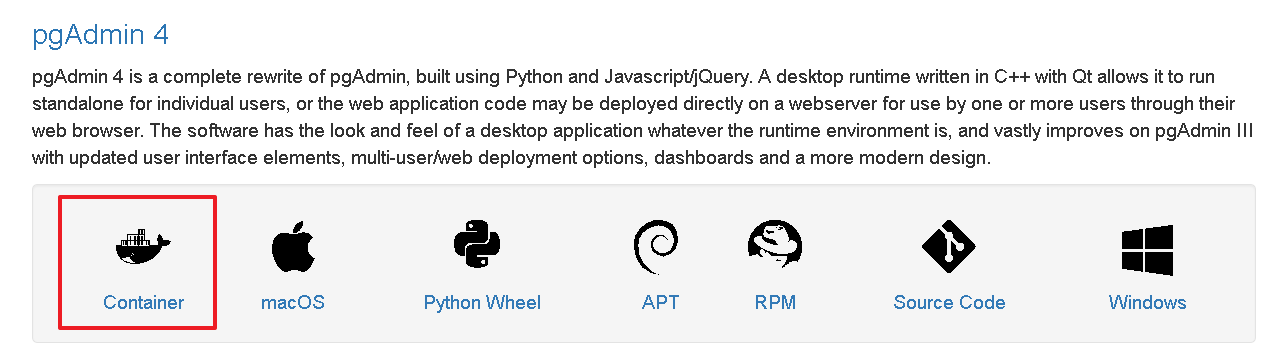 pgAdmin 4
pgAdmin 4 is a complete rewrite of pgAdmin, built using Python and Javascript/jQuery. A desktop runtime written in C++ with Qt allows it to run
standalone for individual users, or the web application code may be deployed directly on a webserver for use by one or more users through their
web browser. The software has the look and feel of a desktop application whatever the runtime environment is, and vastly improves on pgAdmin III
with updated user interface elements, multi-user/web deployment options, dashboards and a more modern design.
Container macOS Python Wheel APT RPM Source Code Windows